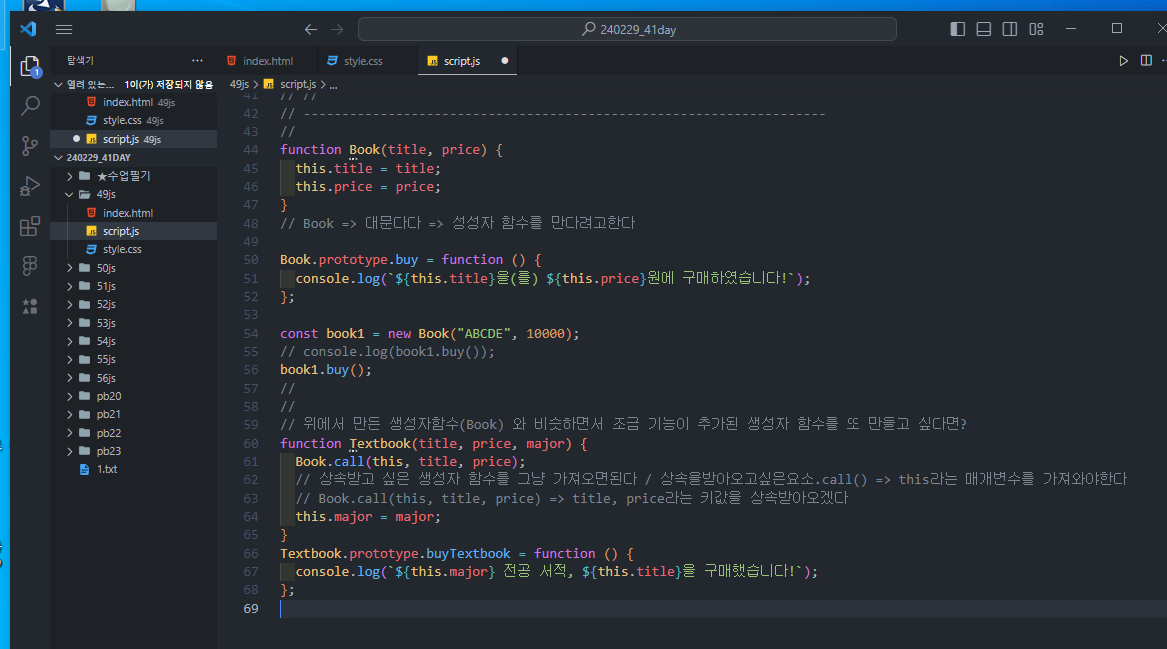 240229_41day
탐색기
index.html
style.css
script.js
열려 있는... 1이(가) 저장되지 않음
49js > script.js > ...
index.html 49js
style.css 49js
script.js 49js
240229_41DAY
★수업필기
49js
index.html
script.js
style.css
50js
51js
52js
53js
54js
55js
56js
pb20
pb21
pb22
pb23
1.txt
41 // //
42 // --------------------------------------------------------------------
43 //
44 function Book(title, price) {
45 this.title = title;
46 this.price = price;
47 }
48 // Book => 대문다다 => 성성자 함수를 만다려고한다
49
50 Book.prototype.buy = function () {
51 console.log(`${this.title}을(를) ${this.price}원에 구매하였습니다!`);
52 };
53
54 const book1 = new Book("ABCDE", 10000);
55 // console.log(book1.buy());
56 book1.buy();
57 //
58 //
59 // 위에서 만든 생성자함수(Book) 와 비슷하면서 조금 기능이 추가된 생성자 함수를 또 만들고 싶다면?
60 function Textbook(title, price, major) {
61 Book.call(this, title, price);
62 // 상속받고 싶은 생성자 함수를 그냥 가져오면된다 / 상속을받아오고싶은요소.call() => this라는 매개변수를 가져와야한다
63 // Book.call(this, title, price) => title, price라는 키값을 상속받아오겠다
64 this.major = major;
65 }
66 Textbook.prototype.buyTextbook = function () {
67 console.log(`${this.major} 전공 서적, ${this.title}을 구매했습니다!`);
68 };
69